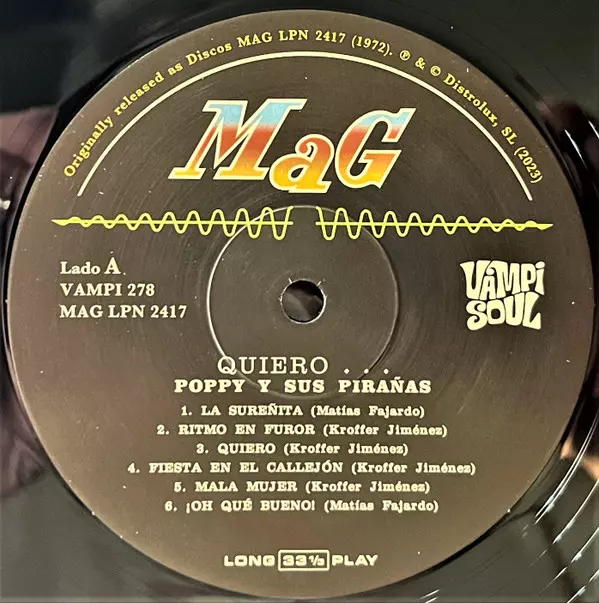 Originally released as Discos MAG LPN 2417 (1972). ℗ & © Distrolux, SL (2023)
MaG
Lado A
VAMPI 278
MAG LPN 2417
VAMPI
SOUL
QUIERO . . .
POPPY Y SUS PIRAÑAS
1. LA SUREÑITA (Matías Fajardo)
2. RITMO EN FUROR (Kroffer Jiménez)
3. QUIERO (Kroffer Jiménez)
4. FIESTA EN EL CALLEJÓN (Kroffer Jiménez)
5. MALA MUJER (Kroffer Jiménez)
6. ¡OH QUÉ BUENO! (Matías Fajardo)
LONG 33⅓ PLAY